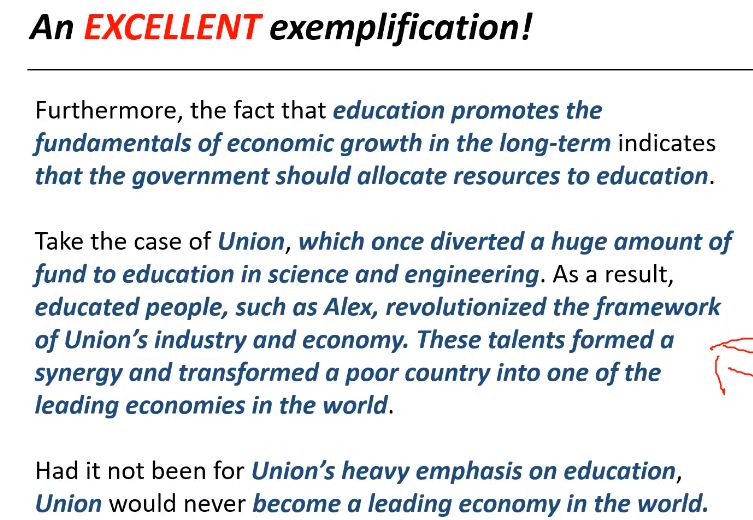 An EXCELLENT exemplification!
Furthermore, the fact that education promotes the
fundamentals of economic growth in the long-term indicates
that the government should allocate resources to education.
Take the case of Union, which once diverted a huge amount of
fund to education in science and engineering. As a result,
educated people, such as Alex, revolutionized the framework
of Union's industry and economy. These talents formed a
synergy and transformed a poor country into one of the
leading economies in the world.
Had it not been for Union's heavy emphasis on education,
Union would never become a leading economy in the world.